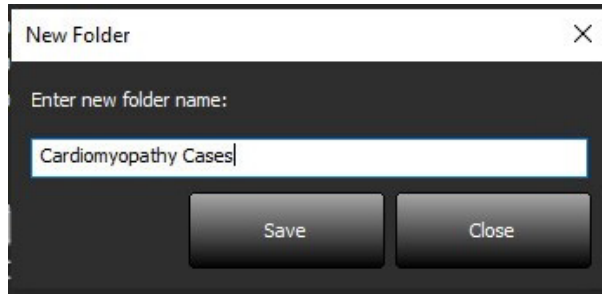 New Folder
Enter new folder name:
Cardiomyopathy Cases
Save Close